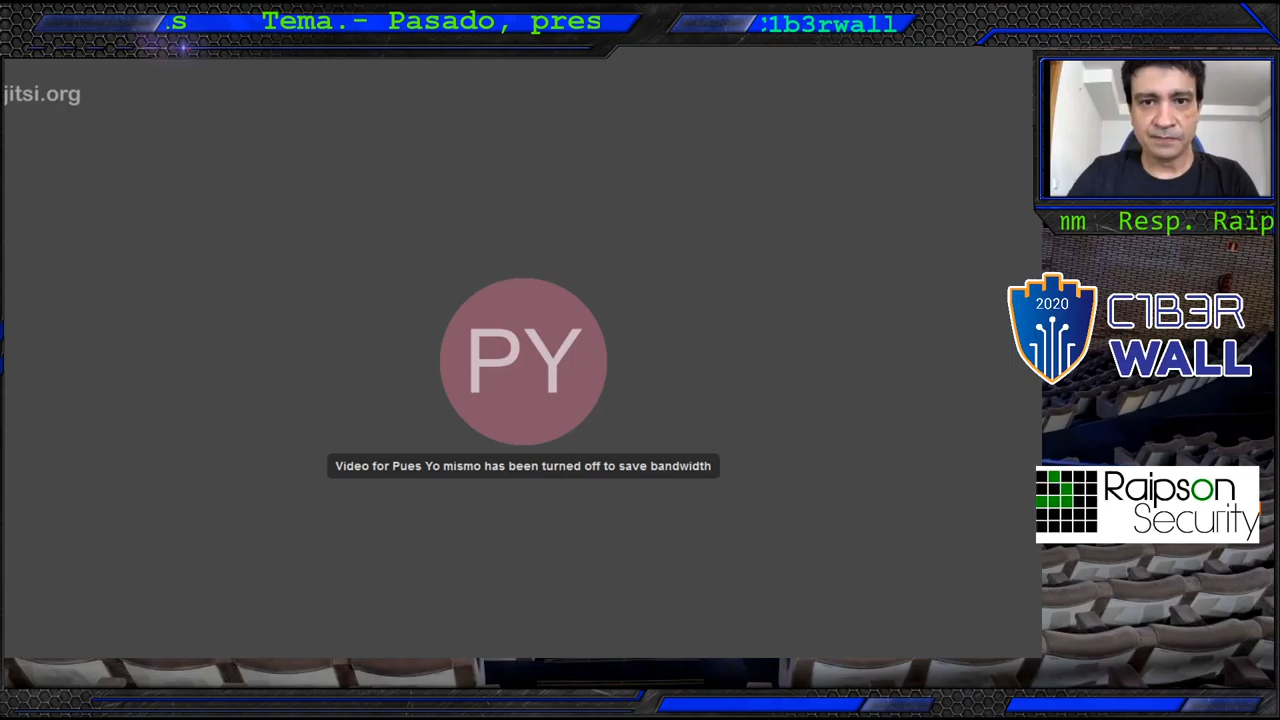 .s Tema.- Pasado, pres
:1b3rwall
jitsi.org
nm Resp. Raip
2020
C1B3R
WALL
PY
Video for Pues Yo mismo has been turned off to save bandwidth
Raipson
Security